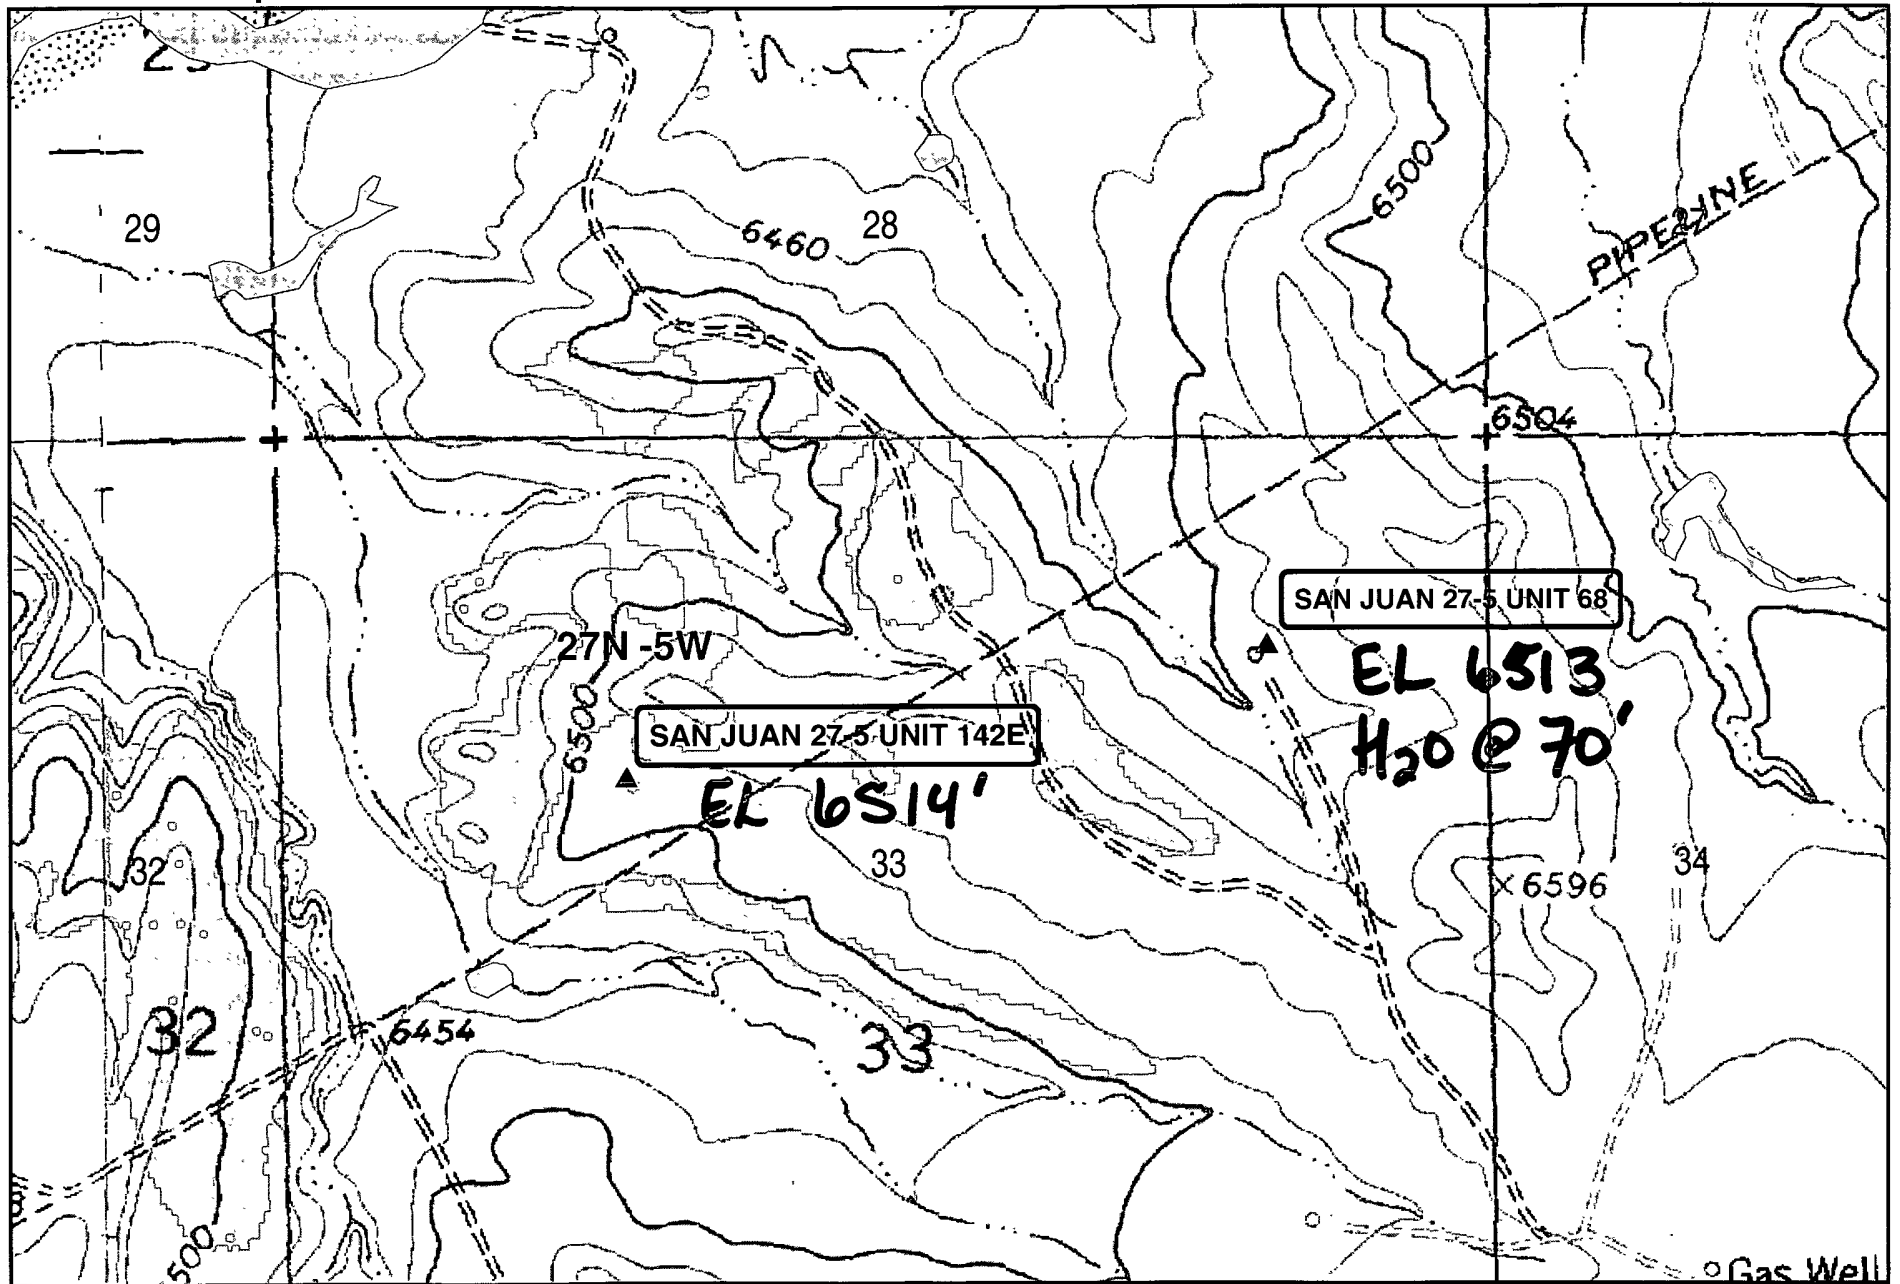 29
28
6460
6500
PIPELINE
6504
SAN JUAN 27-5 UNIT 68
27N -5W
EL 6513
H₂O @ 70'
6500
SAN JUAN 27-5 UNIT 142E
EL 6514'
32
33
34
6596
32
6454
33
500
Gas Well